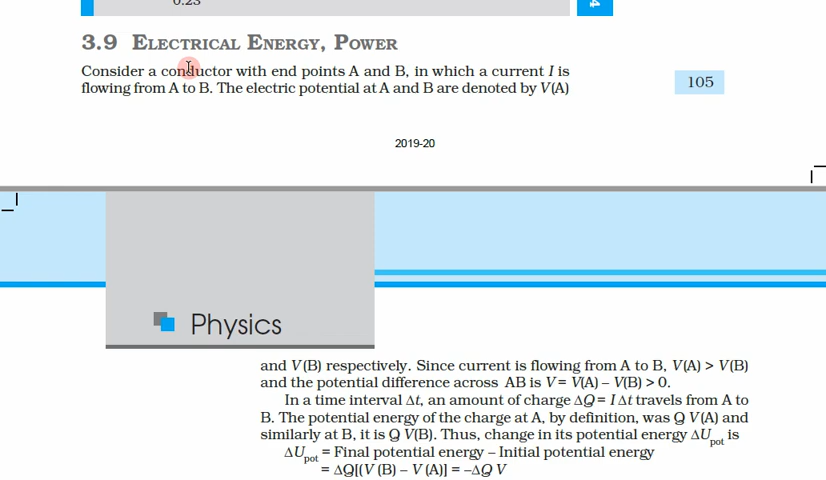 0.23
4
3.9 ELECTRICAL ENERGY, POWER
Consider a conductor with end points A and B, in which a current I is
flowing from A to B. The electric potential at A and B are denoted by V(A)
105
2019-20
Physics
and V(B) respectively. Since current is flowing from A to B, V(A) > V(B)
and the potential difference across AB is V = V(A) – V(B) > 0.
In a time interval Δt, an amount of charge ΔQ = I Δt travels from A to
B. The potential energy of the charge at A, by definition, was Q V(A) and
similarly at B, it is Q V(B). Thus, change in its potential energy ΔUpot is
ΔUpot = Final potential energy – Initial potential energy
= ΔQ[(V (B) – V (A)] = –ΔQ V